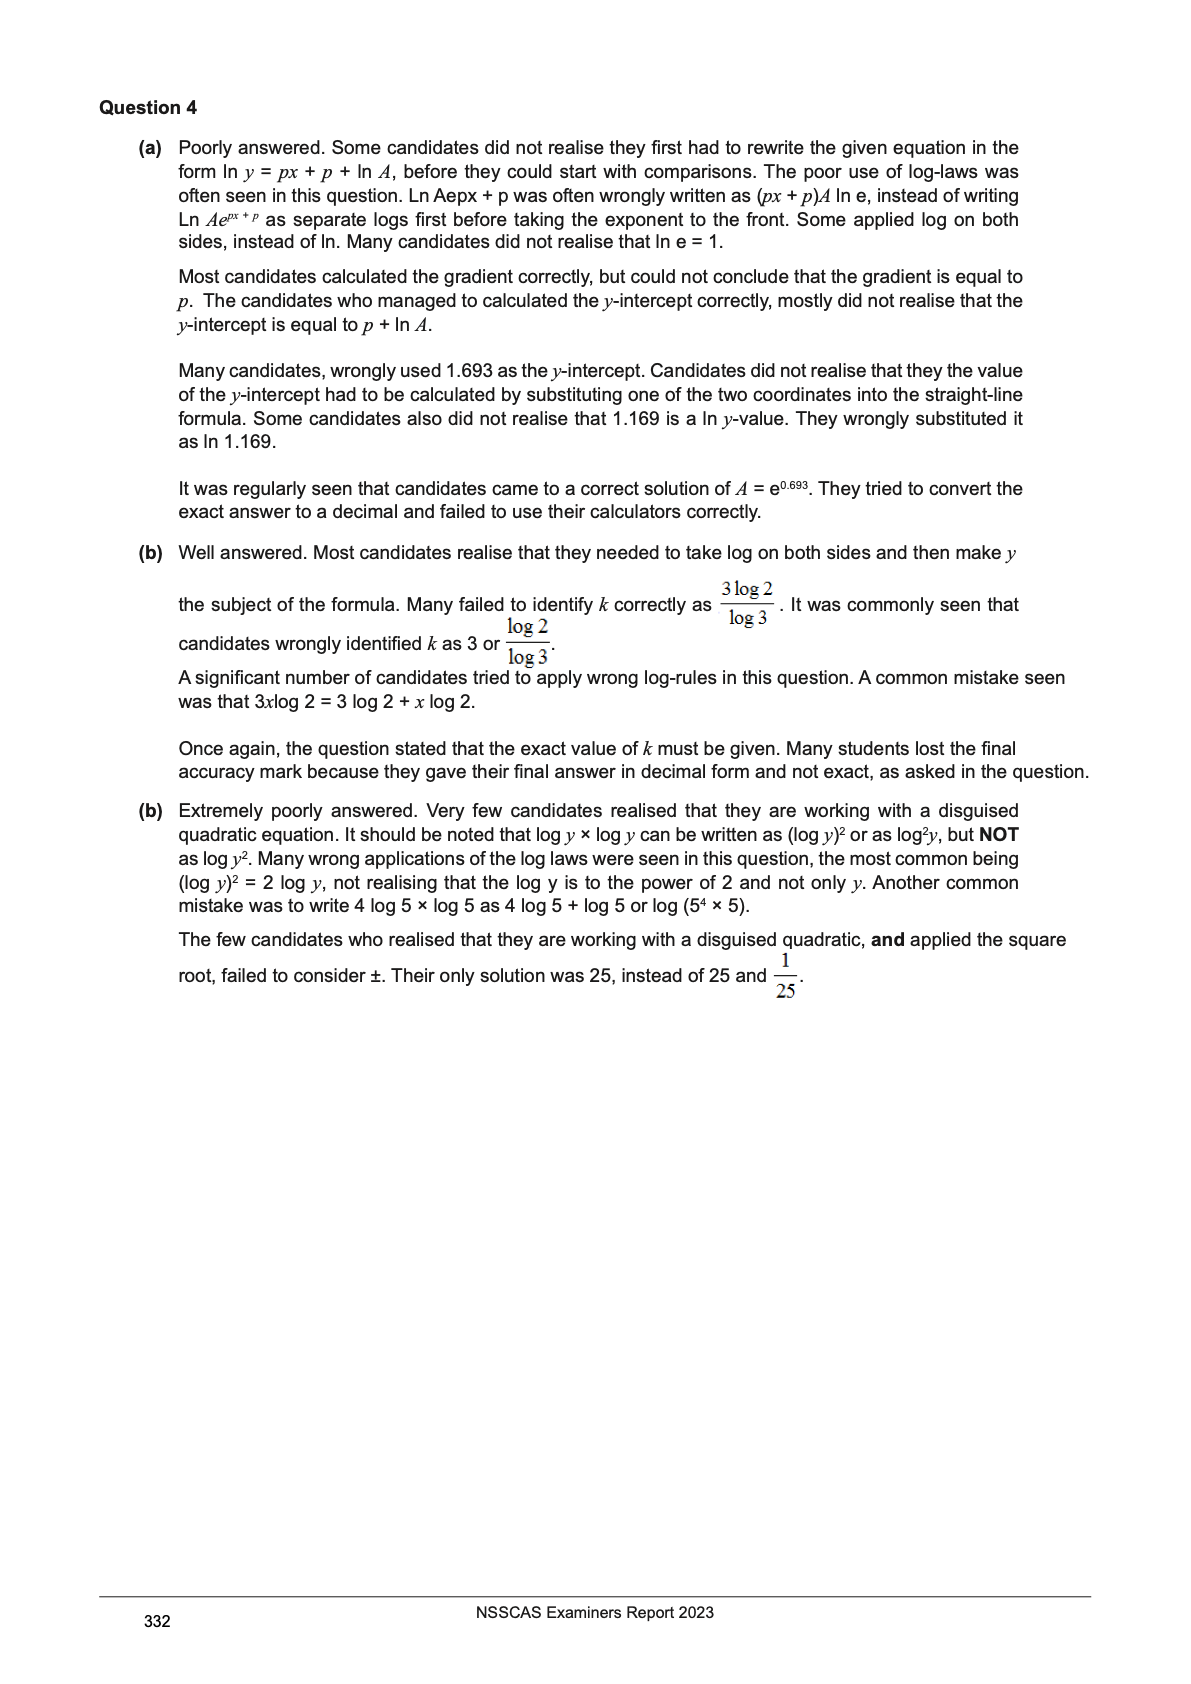 Question 4
(a) Poorly answered. Some candidates did not realise they first had to rewrite the given equation in the
form ln y = px + p + ln A, before they could start with comparisons. The poor use of log-laws was
often seen in this question. Ln Aepx + p was often wrongly written as (px + p)A ln e, instead of writing
Ln Ae^{px + p} as separate logs first before taking the exponent to the front. Some applied log on both
sides, instead of ln. Many candidates did not realise that ln e = 1.
Most candidates calculated the gradient correctly, but could not conclude that the gradient is equal to
p. The candidates who managed to calculated the y-intercept correctly, mostly did not realise that the
y-intercept is equal to p + ln A.
Many candidates, wrongly used 1.693 as the y-intercept. Candidates did not realise that they the value
of the y-intercept had to be calculated by substituting one of the two coordinates into the straight-line
formula. Some candidates also did not realise that 1.169 is a ln y-value. They wrongly substituted it
as ln 1.169.
It was regularly seen that candidates came to a correct solution of A = e^{0.693}. They tried to convert the
exact answer to a decimal and failed to use their calculators correctly.
(b) Well answered. Most candidates realise that they needed to take log on both sides and then make y
the subject of the formula. Many failed to identify k correctly as 3 log 2 / log 3 . It was commonly seen that
candidates wrongly identified k as 3 or log 2 / log 3.
A significant number of candidates tried to apply wrong log-rules in this question. A common mistake seen
was that 3xlog 2 = 3 log 2 + x log 2.
Once again, the question stated that the exact value of k must be given. Many students lost the final
accuracy mark because they gave their final answer in decimal form and not exact, as asked in the question.
(b) Extremely poorly answered. Very few candidates realised that they are working with a disguised
quadratic equation. It should be noted that log y × log y can be written as (log y)² or as log²y, but NOT
as log y². Many wrong applications of the log laws were seen in this question, the most common being
(log y)² = 2 log y, not realising that the log y is to the power of 2 and not only y. Another common
mistake was to write 4 log 5 × log 5 as 4 log 5 + log 5 or log (5⁴ × 5).
The few candidates who realised that they are working with a disguised quadratic, and applied the square
root, failed to consider ±. Their only solution was 25, instead of 25 and 1/25.
332
NSSCAS Examiners Report 2023